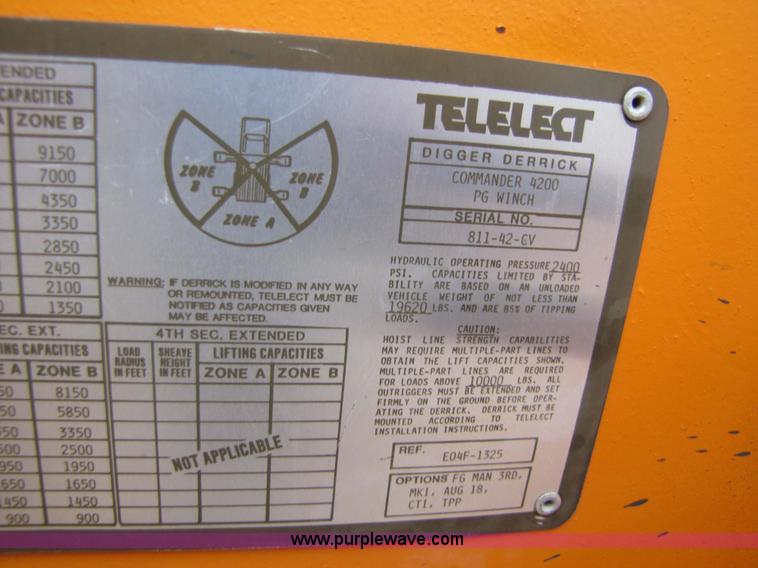 ENDED
CAPACITIES
A ZONE B
9150
7000
4350
3350
2850
2450
2100
1350
EC. EXT.
CAPACITIES
E A ZONE B
8150
5850
3350
2500
1950
1650
1450
900 900
ZONE B
ZONE B
ZONE A
WARNING: IF DERRICK IS MODIFIED IN ANY WAY
OR REMOUNTED, TELELECT MUST BE
NOTIFIED AS CAPACITIES GIVEN
MAY BE AFFECTED.
4TH SEC. EXTENDED
LOAD RADIUS IN FEET
SHEAVE HEIGHT IN FEET
LIFTING CAPACITIES
ZONE A ZONE B
NOT APPLICABLE
TELELECT
DIGGER DERRICK
COMMANDER 4200
PG WINCH
SERIAL NO.
811-42-CV
HYDRAULIC OPERATING PRESSURE 2400
PSI. CAPACITIES LIMITED BY STA-
BILITY ARE BASED ON AN UNLOADED
VEHICLE WEIGHT OF NOT LESS THAN
19620 LBS. AND ARE 85% OF TIPPING
LOADS.
CAUTION:
HOIST LINE STRENGTH CAPABILITIES
MAY REQUIRE MULTIPLE-PART LINES TO
OBTAIN THE LIFT CAPACITIES SHOWN.
MULTIPLE-PART LINES ARE REQUIRED
FOR LOADS ABOVE 10000 LBS. ALL
OUTRIGGERS MUST BE EXTENDED AND SET
FIRMLY ON THE GROUND BEFORE OPER-
ATING THE DERRICK. DERRICK MUST BE
MOUNTED ACCORDING TO TELELECT
INSTALLATION INSTRUCTIONS.
REF. E04F-1325
OPTIONS FG MAN 3RD,
MKI, AUG 18,
CTI, TPP
www.purplewave.com